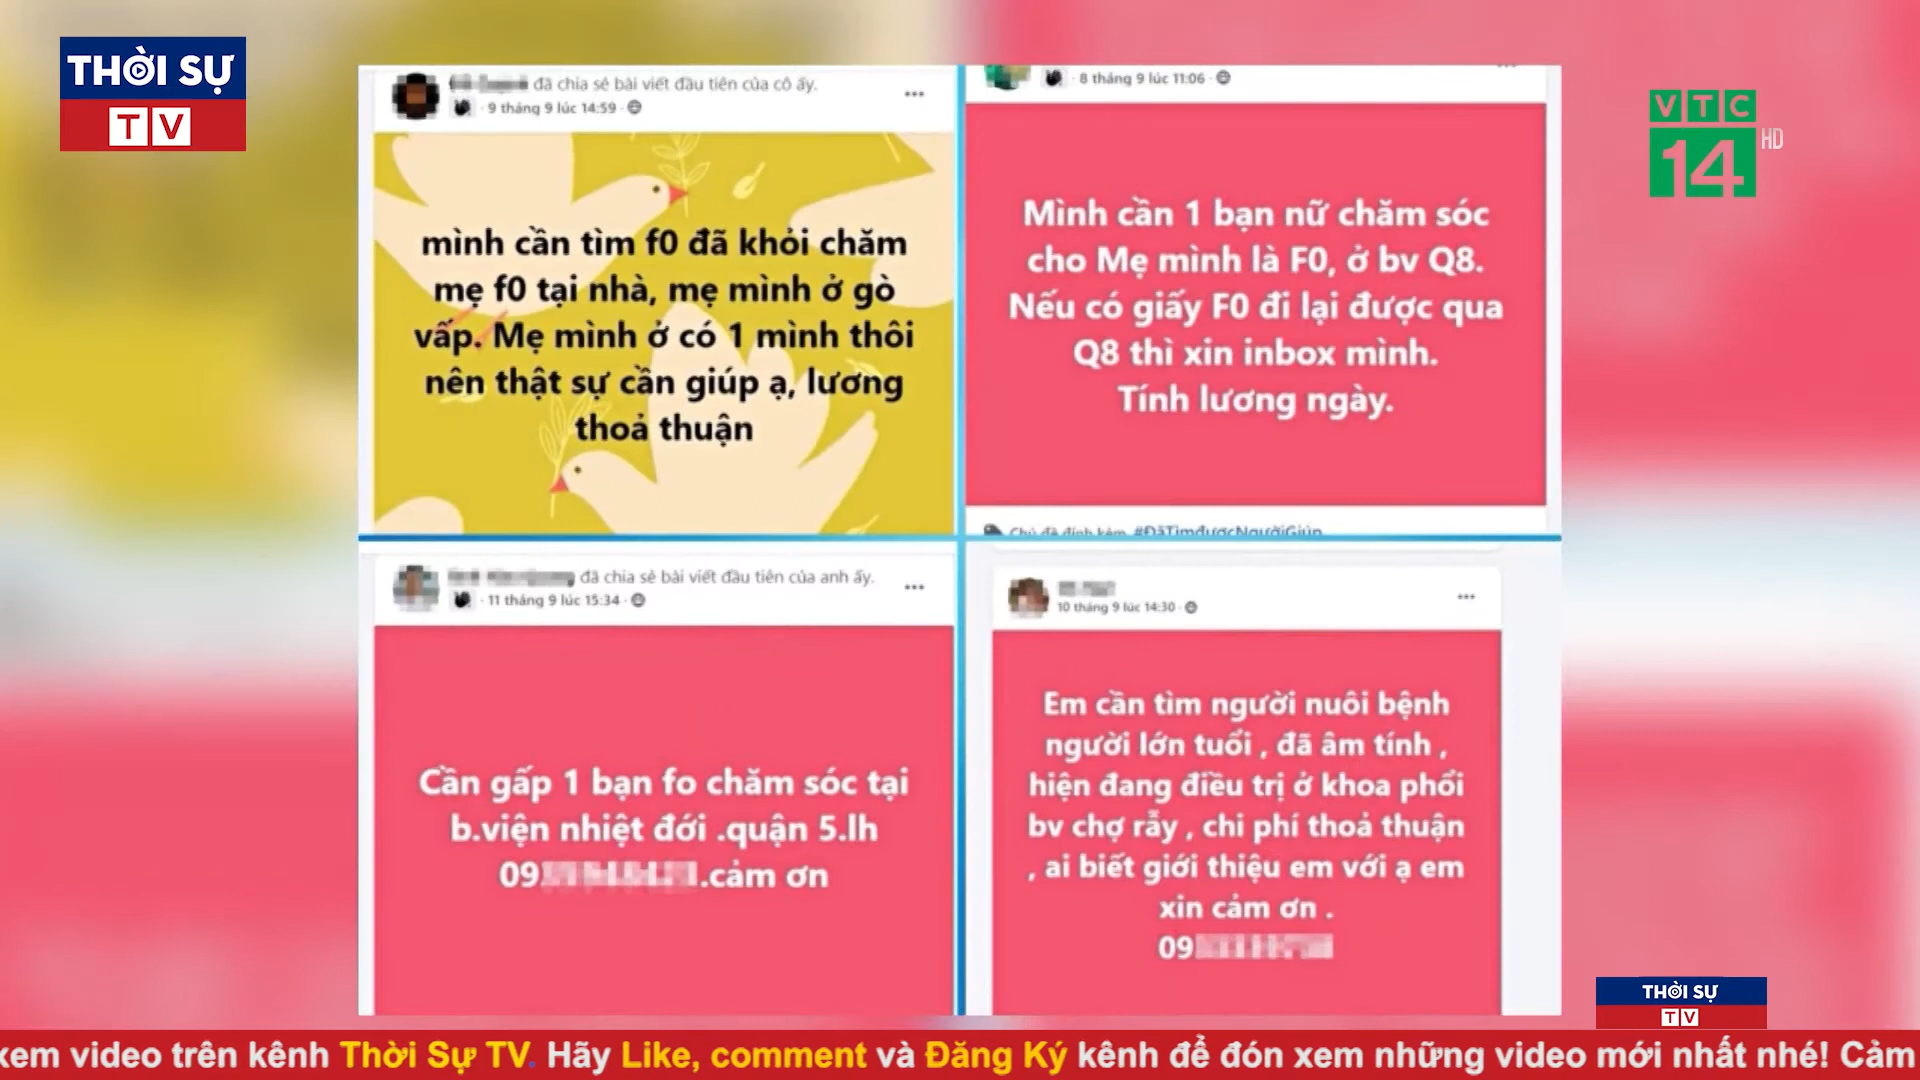 THỜI SỰ
TV
VTC
14 HD
đã chia sẻ bài viết đầu tiên của cô ấy.
9 tháng 9 lúc 14:59
mình cần tìm f0 đã khỏi chăm
mẹ f0 tại nhà, mẹ mình ở gò
vấp. Mẹ mình ở có 1 mình thôi
nên thật sự cần giúp ạ, lương
thoả thuận
8 tháng 9 lúc 11:06
Mình cần 1 bạn nữ chăm sóc
cho Mẹ mình là F0, ở bv Q8.
Nếu có giấy F0 đi lại được qua
Q8 thì xin inbox mình.
Tính lương ngày.
Chủ đề đính kèm #ĐãTìmđượcNgườiGiúp
đã chia sẻ bài viết đầu tiên của anh ấy.
11 tháng 9 lúc 15:34
Cần gấp 1 bạn fo chăm sóc tại
b.viện nhiệt đới .quận 5.lh
09 .cảm ơn
10 tháng 9 lúc 14:30
Em cần tìm người nuôi bệnh
người lớn tuổi , đã âm tính ,
hiện đang điều trị ở khoa phổi
bv chợ rẫy , chi phí thoả thuận
, ai biết giới thiệu em với ạ em
xin cảm ơn .
09
THỜI SỰ
TV
xem video trên kênh Thời Sự TV. Hãy Like, comment và Đăng Ký kênh để đón xem những video mới nhất nhé! Cảm